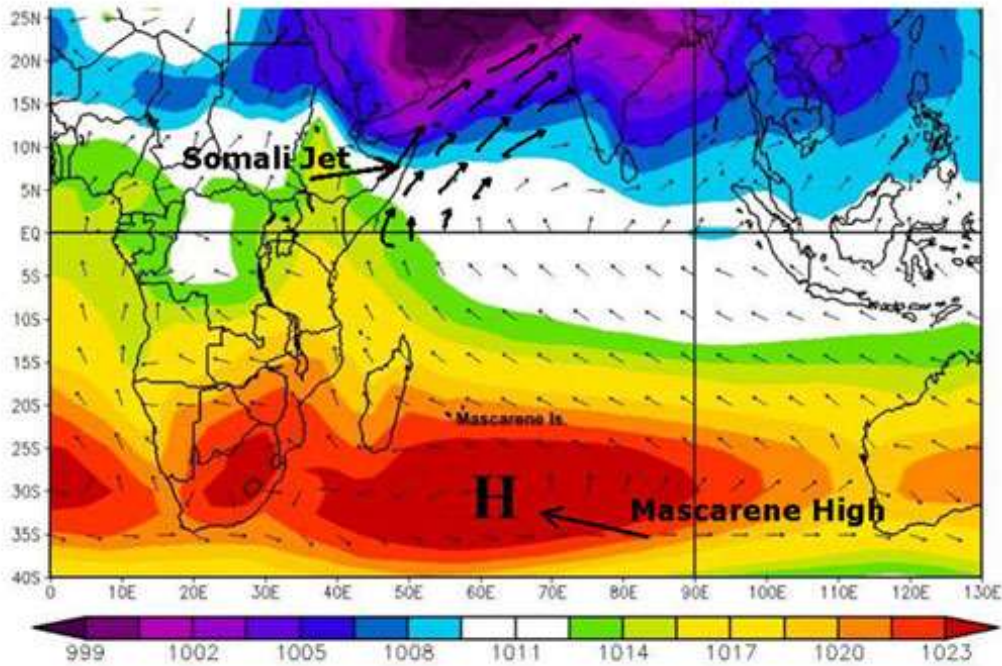 25N
20N
15N
10N
5N
EQ
5S
10S
15S
20S
25S
30S
35S
40S
Somali Jet
Mascarene Is.
H
Mascarene High
0 10E 20E 30E 40E 50E 60E 70E 80E 90E 100E 110E 120E 130E
999 1002 1005 1008 1011 1014 1017 1020 1023